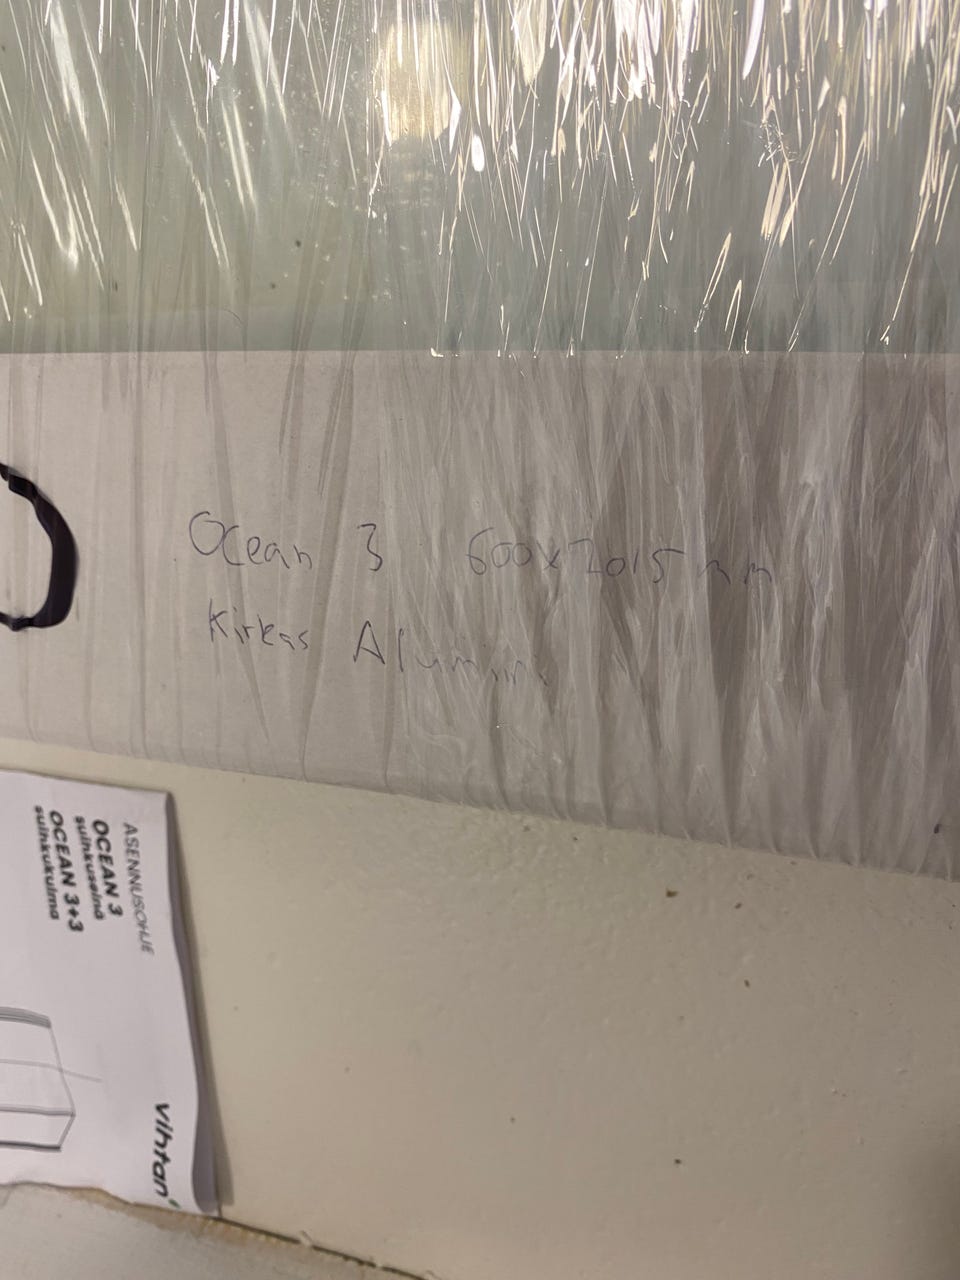 Ocean 3 600x2015 mm
Kirkas Alumiini
ASENNUSOHJE
OCEAN 3
suihkuseinä
OCEAN 3+3
suihkukulma
vihtan